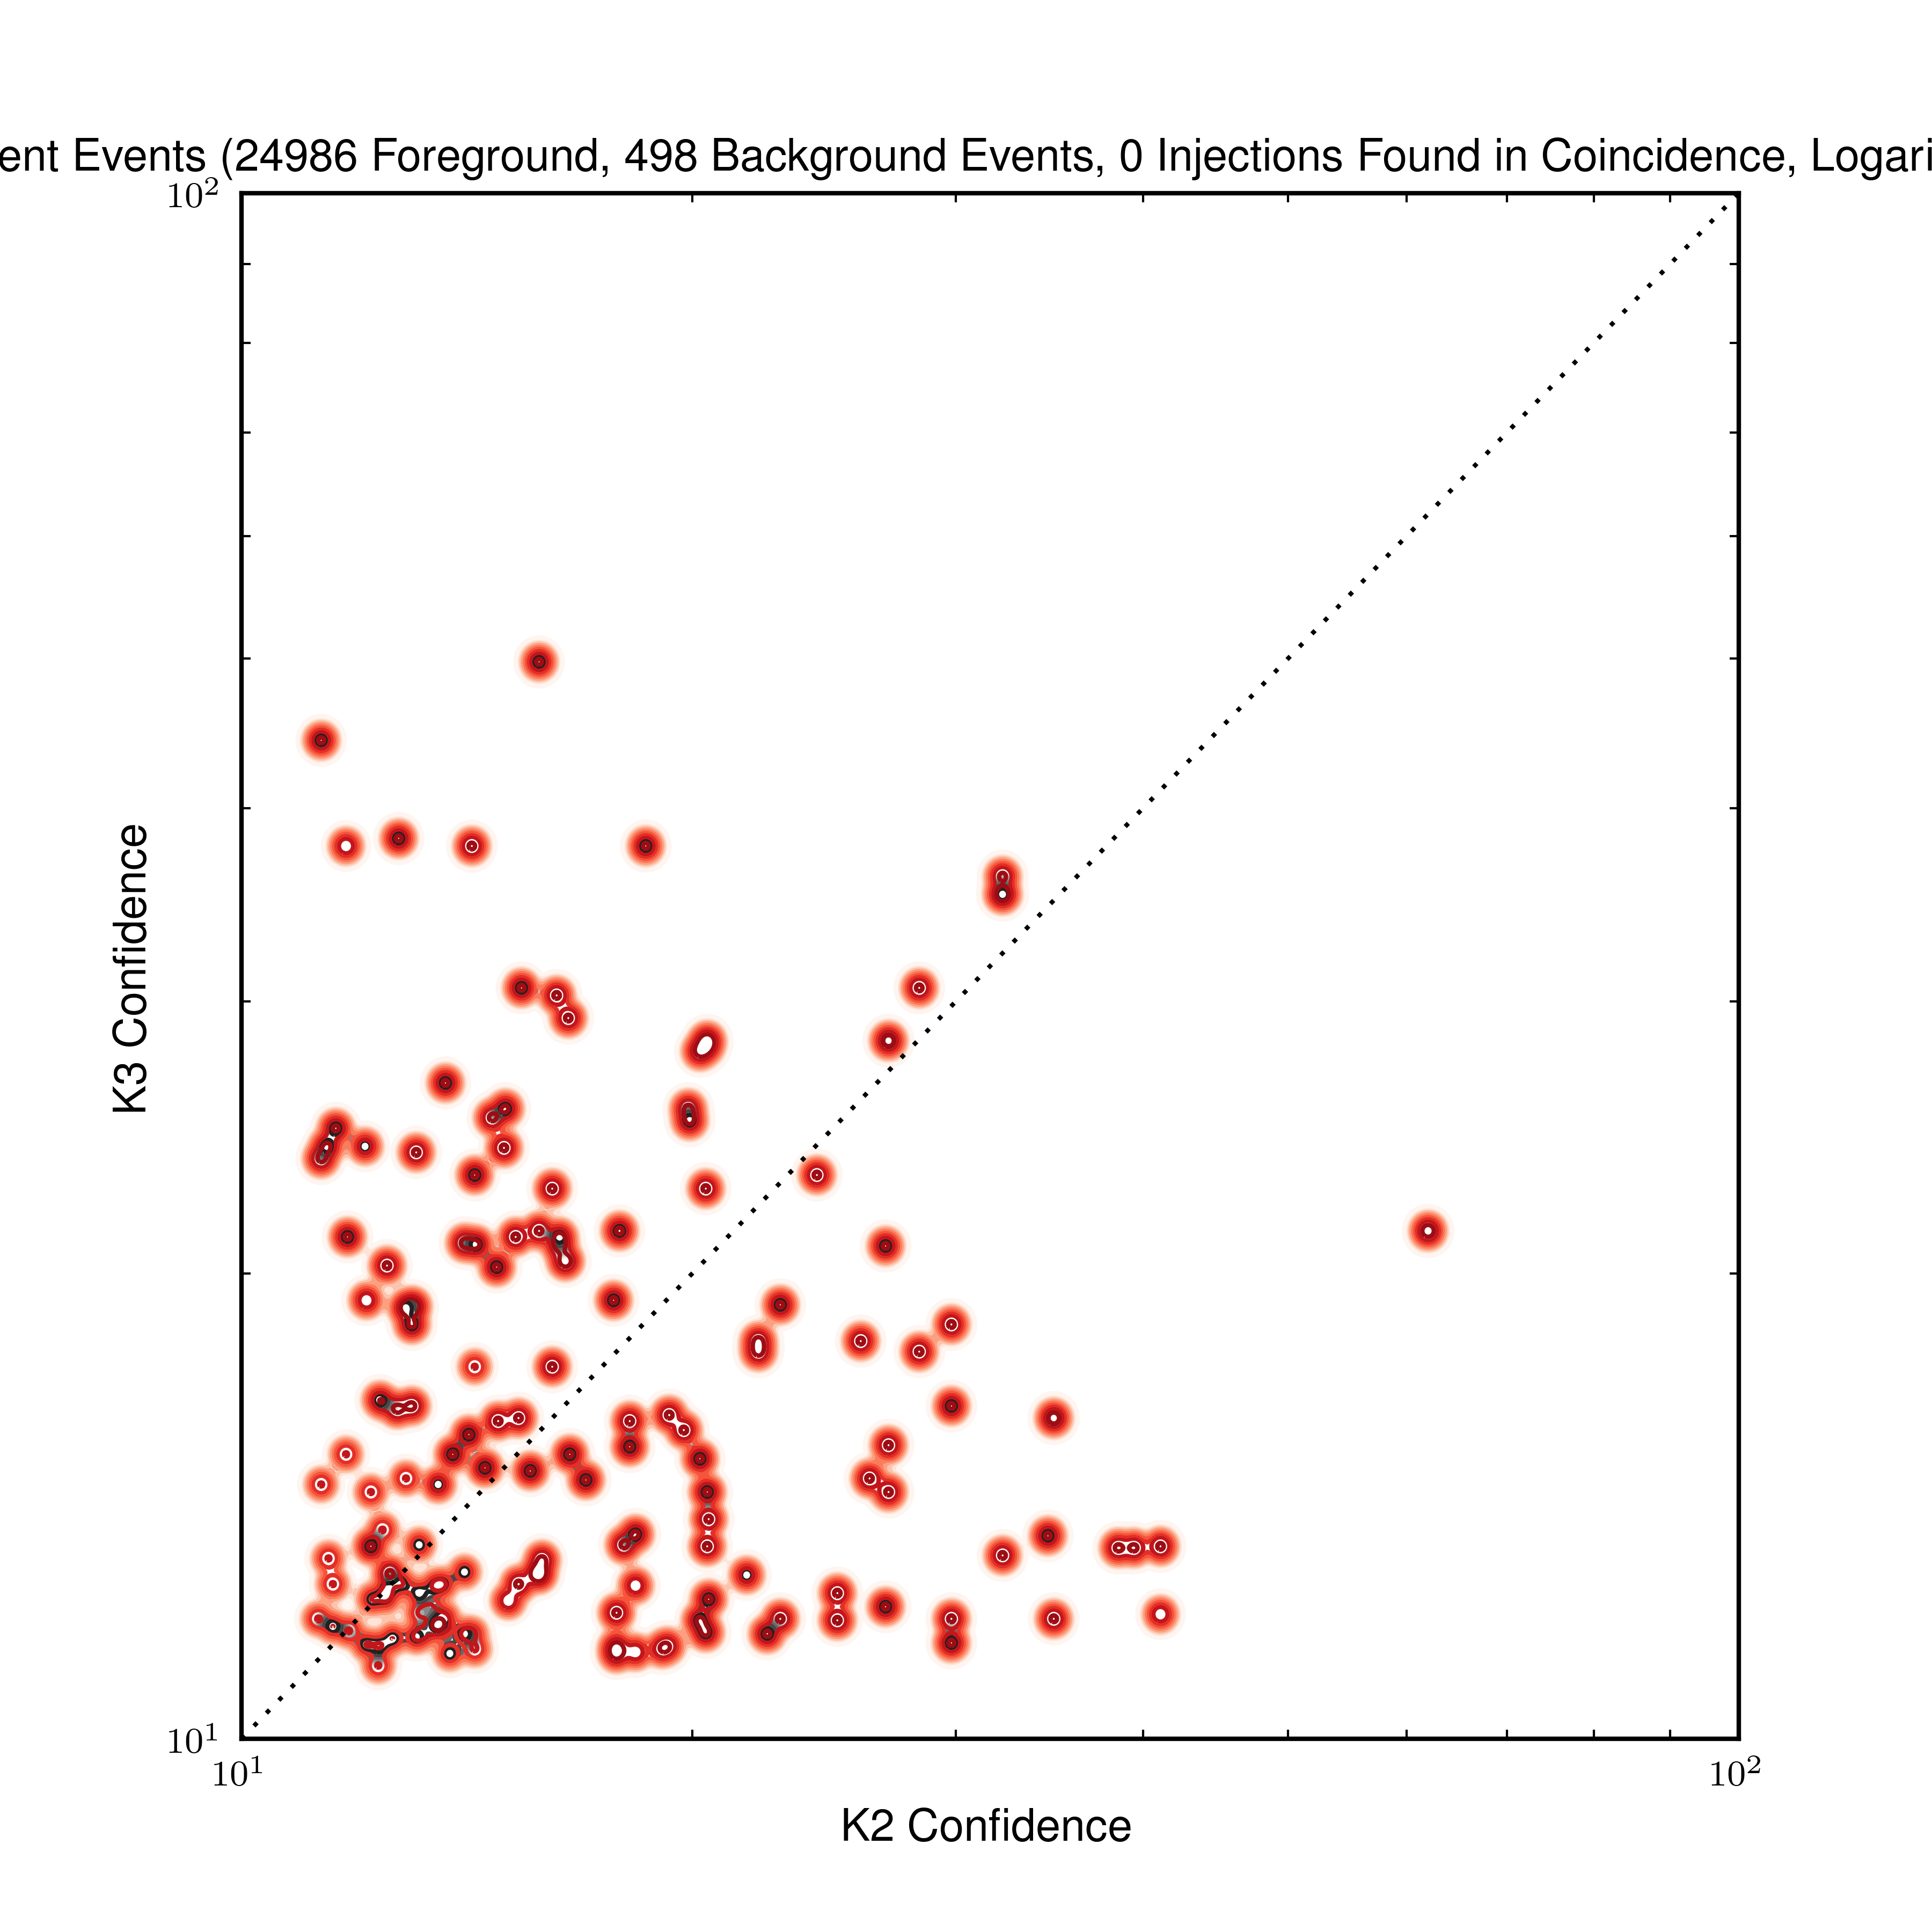 ent Events (24986 Foreground, 498 Background Events, 0 Injections Found in Coincidence, Logari
10²
K3 Confidence
10¹
10¹ 10²
K2 Confidence